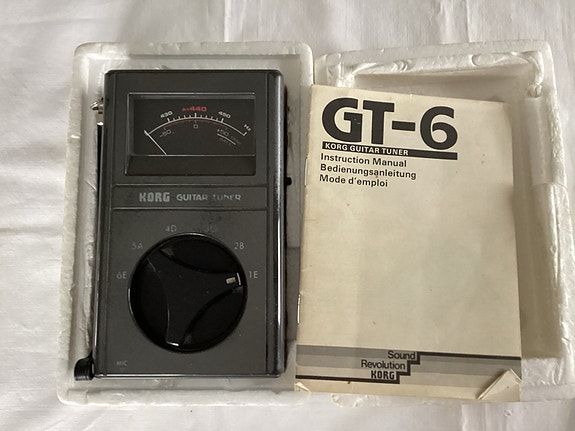 430 A=440 450 Hz
-50 0 +50
KORG GUITAR TUNER
4D 3G
5A 2B
6E 1E
MIC
GT-6
KORG GUITAR TUNER
Instruction Manual
Bedienungsanleitung
Mode d'emploi
Sound
Revolution
KORG